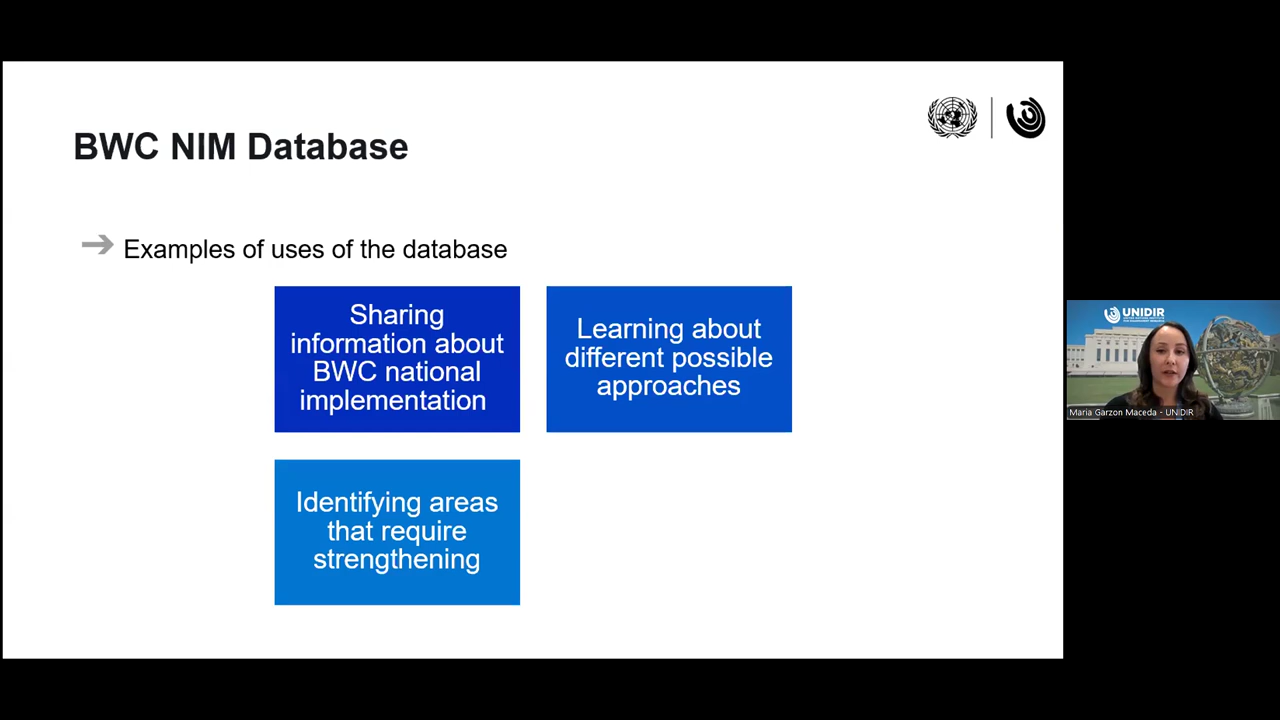 BWC NIM Database
Examples of uses of the database
Sharing
information about
BWC national
implementation
Learning about
different possible
approaches
Identifying areas
that require
strengthening
UNIDIR
Maria Garzon Maceda - UNIDIR